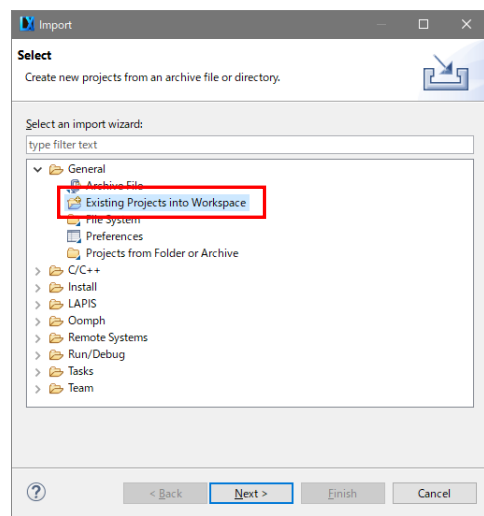 Import
Select
Create new projects from an archive file or directory.
Select an import wizard:
type filter text
General
Archive File
Existing Projects into Workspace
File System
Preferences
Projects from Folder or Archive
C/C++
Install
LAPIS
Oomph
Remote Systems
Run/Debug
Tasks
Team
? < Back Next > Finish Cancel